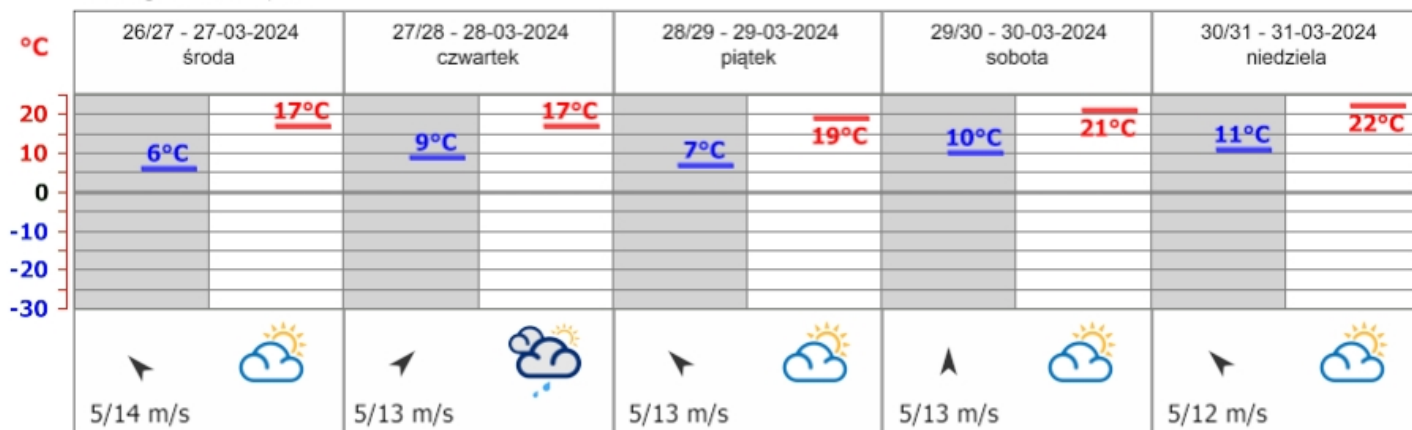 °C
26/27 - 27-03-2024
środa
27/28 - 28-03-2024
czwartek
28/29 - 29-03-2024
piątek
29/30 - 30-03-2024
sobota
30/31 - 31-03-2024
niedziela
20
10
0
-10
-20
-30
6°C
17°C
9°C
17°C
7°C
19°C
10°C
21°C
11°C
22°C
5/14 m/s
5/13 m/s
5/13 m/s
5/13 m/s
5/12 m/s